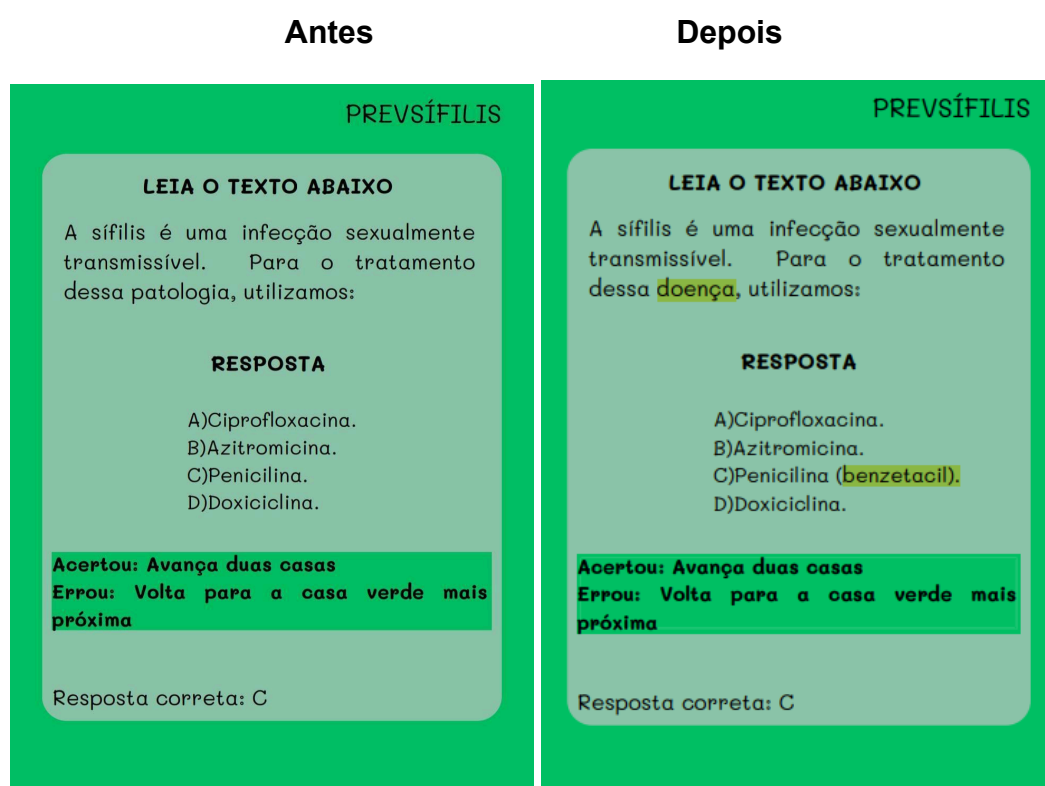 Antes
Depois
PREVSÍFILIS
LEIA O TEXTO ABAIXO
A sífilis é uma infecção sexualmente
transmissível. Para o tratamento
dessa patologia, utilizamos:
RESPOSTA
A)Ciprofloxacina.
B)Azitromicina.
C)Penicilina.
D)Doxiciclina.
Acertou: Avança duas casas
Errou: Volta para a casa verde mais
próxima
Resposta correta: C
PREVSÍFILIS
LEIA O TEXTO ABAIXO
A sífilis é uma infecção sexualmente
transmissível. Para o tratamento
dessa doença, utilizamos:
RESPOSTA
A)Ciprofloxacina.
B)Azitromicina.
C)Penicilina (benzetacil).
D)Doxiciclina.
Acertou: Avança duas casas
Errou: Volta para a casa verde mais
próxima
Resposta correta: C